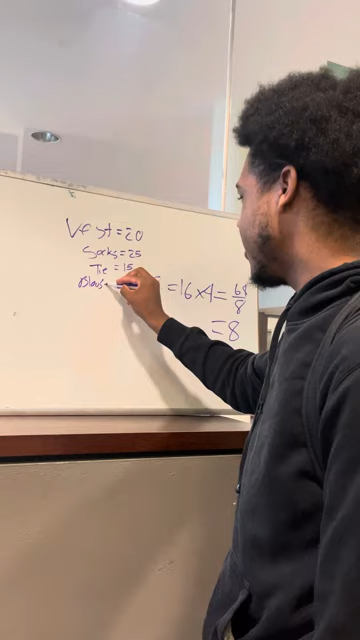 Vest = 20
Socks = 25
Tie = 15
= 16 x 4 = 68/8
= 8